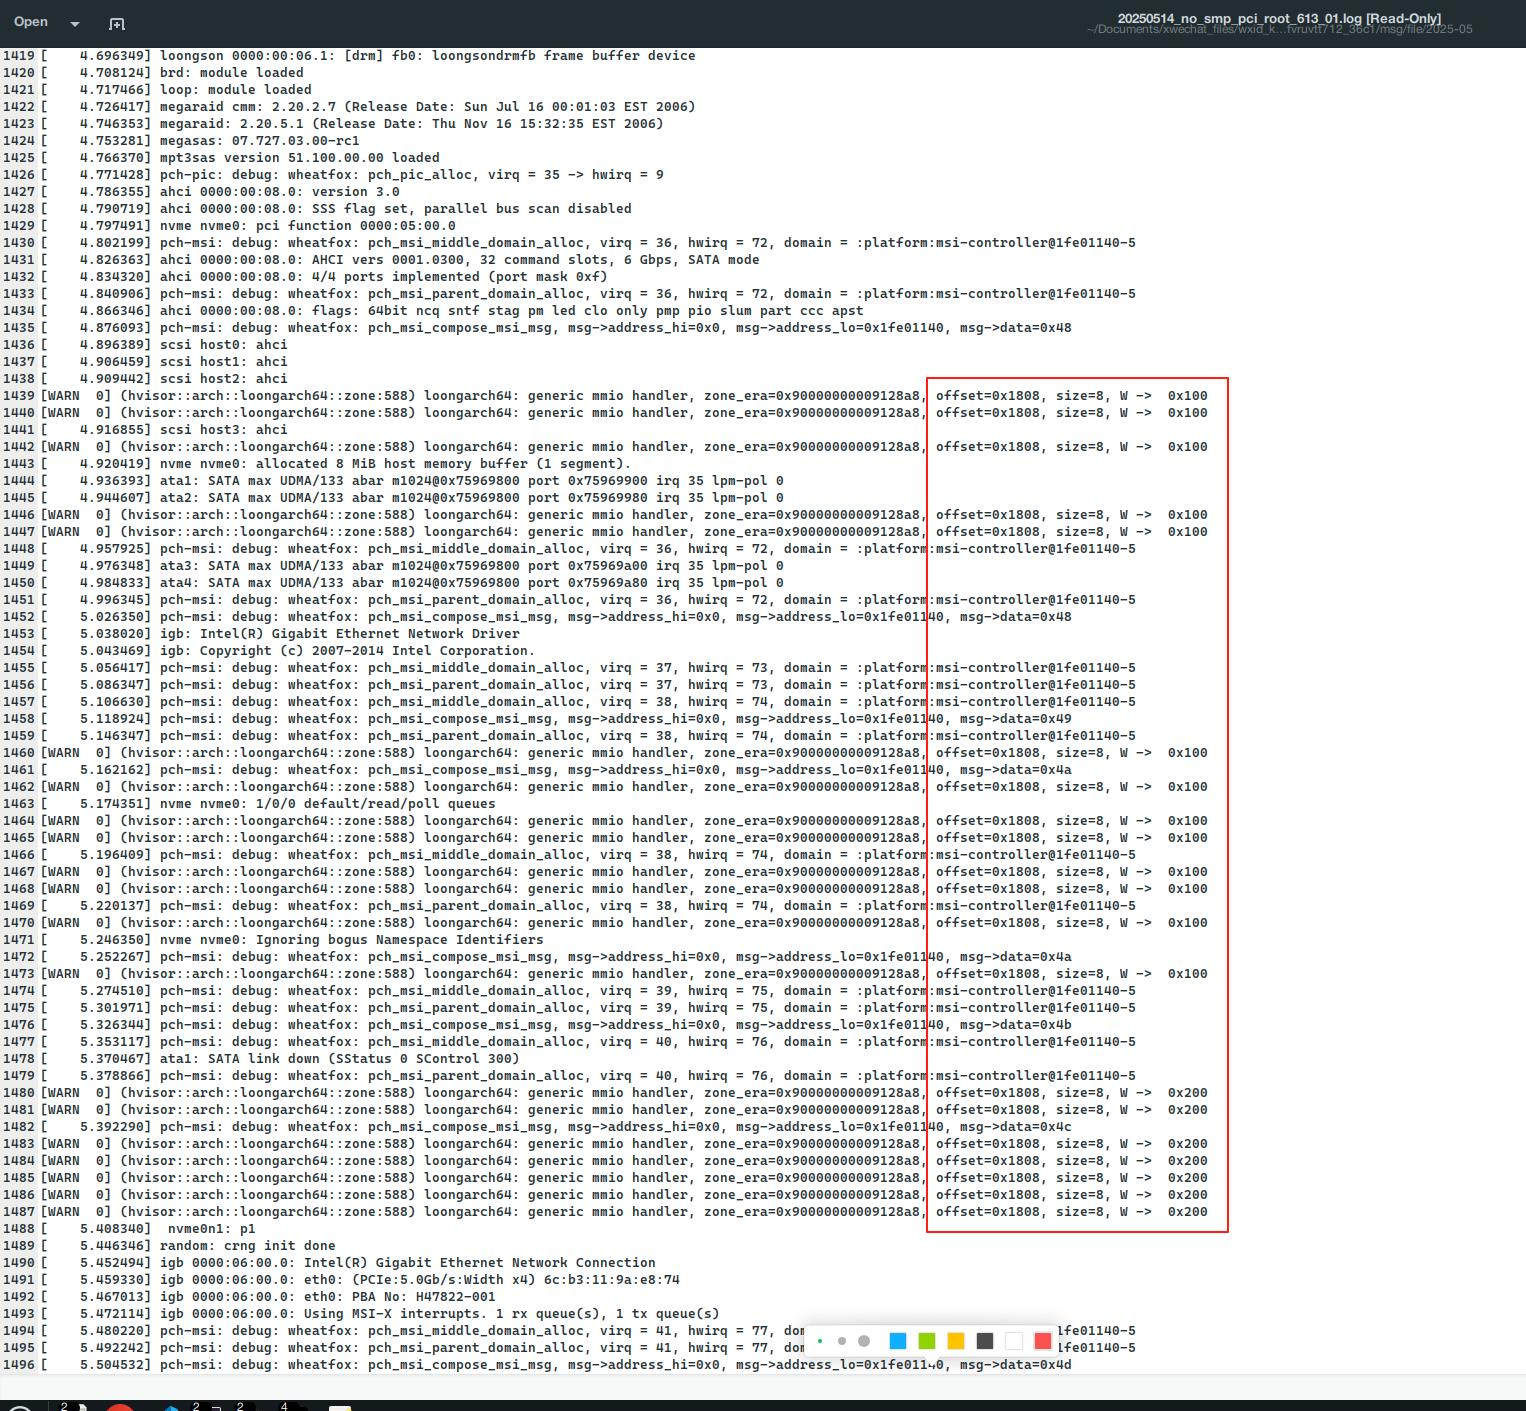 Open
20250514_no_smp_pci_root_613_01.log [Read-Only]
~/Documents/xwechat_files/wxid_k...fvruvtt712_36c1/msg/file/2025-05
1419 [    4.696349] loongson 0000:00:06.1: [drm] fb0: loongsondrmfb frame buffer device
1420 [    4.708124] brd: module loaded
1421 [    4.717466] loop: module loaded
1422 [    4.726417] megaraid cmm: 2.20.2.7 (Release Date: Sun Jul 16 00:01:03 EST 2006)
1423 [    4.746353] megaraid: 2.20.5.1 (Release Date: Thu Nov 16 15:32:35 EST 2006)
1424 [    4.753281] megasas: 07.727.03.00-rc1
1425 [    4.766370] mpt3sas version 51.100.00.00 loaded
1426 [    4.771428] pch-pic: debug: wheatfox: pch_pic_alloc, virq = 35 -> hwirq = 9
1427 [    4.786355] ahci 0000:00:08.0: version 3.0
1428 [    4.790719] ahci 0000:00:08.0: SSS flag set, parallel bus scan disabled
1429 [    4.797491] nvme nvme0: pci function 0000:05:00.0
1430 [    4.802199] pch-msi: debug: wheatfox: pch_msi_middle_domain_alloc, virq = 36, hwirq = 72, domain = :platform:msi-controller@1fe01140-5
1431 [    4.826363] ahci 0000:00:08.0: AHCI vers 0001.0300, 32 command slots, 6 Gbps, SATA mode
1432 [    4.834320] ahci 0000:00:08.0: 4/4 ports implemented (port mask 0xf)
1433 [    4.840906] pch-msi: debug: wheatfox: pch_msi_parent_domain_alloc, virq = 36, hwirq = 72, domain = :platform:msi-controller@1fe01140-5
1434 [    4.866346] ahci 0000:00:08.0: flags: 64bit ncq sntf stag pm led clo only pmp pio slum part ccc apst
1435 [    4.876093] pch-msi: debug: wheatfox: pch_msi_compose_msi_msg, msg->address_hi=0x0, msg->address_lo=0x1fe01140, msg->data=0x48
1436 [    4.896389] scsi host0: ahci
1437 [    4.906459] scsi host1: ahci
1438 [    4.909442] scsi host2: ahci
1439 [WARN  0] (hvisor::arch::loongarch64::zone:588) loongarch64: generic mmio handler, zone_era=0x90000000009128a8, offset=0x1808, size=8, W ->  0x100
1440 [WARN  0] (hvisor::arch::loongarch64::zone:588) loongarch64: generic mmio handler, zone_era=0x90000000009128a8, offset=0x1808, size=8, W ->  0x100
1441 [    4.916855] scsi host3: ahci
1442 [WARN  0] (hvisor::arch::loongarch64::zone:588) loongarch64: generic mmio handler, zone_era=0x90000000009128a8, offset=0x1808, size=8, W ->  0x100
1443 [    4.920419] nvme nvme0: allocated 8 MiB host memory buffer (1 segment).
1444 [    4.936393] ata1: SATA max UDMA/133 abar m1024@0x75969800 port 0x75969900 irq 35 lpm-pol 0
1445 [    4.944607] ata2: SATA max UDMA/133 abar m1024@0x75969800 port 0x75969980 irq 35 lpm-pol 0
1446 [WARN  0] (hvisor::arch::loongarch64::zone:588) loongarch64: generic mmio handler, zone_era=0x90000000009128a8, offset=0x1808, size=8, W ->  0x100
1447 [WARN  0] (hvisor::arch::loongarch64::zone:588) loongarch64: generic mmio handler, zone_era=0x90000000009128a8, offset=0x1808, size=8, W ->  0x100
1448 [    4.957925] pch-msi: debug: wheatfox: pch_msi_middle_domain_alloc, virq = 36, hwirq = 72, domain = :platform:msi-controller@1fe01140-5
1449 [    4.976348] ata3: SATA max UDMA/133 abar m1024@0x75969800 port 0x75969a00 irq 35 lpm-pol 0
1450 [    4.984833] ata4: SATA max UDMA/133 abar m1024@0x75969800 port 0x75969a80 irq 35 lpm-pol 0
1451 [    4.996345] pch-msi: debug: wheatfox: pch_msi_parent_domain_alloc, virq = 36, hwirq = 72, domain = :platform:msi-controller@1fe01140-5
1452 [    5.026350] pch-msi: debug: wheatfox: pch_msi_compose_msi_msg, msg->address_hi=0x0, msg->address_lo=0x1fe01140, msg->data=0x48
1453 [    5.038020] igb: Intel(R) Gigabit Ethernet Network Driver
1454 [    5.043469] igb: Copyright (c) 2007-2014 Intel Corporation.
1455 [    5.056417] pch-msi: debug: wheatfox: pch_msi_middle_domain_alloc, virq = 37, hwirq = 73, domain = :platform:msi-controller@1fe01140-5
1456 [    5.086347] pch-msi: debug: wheatfox: pch_msi_parent_domain_alloc, virq = 37, hwirq = 73, domain = :platform:msi-controller@1fe01140-5
1457 [    5.106630] pch-msi: debug: wheatfox: pch_msi_middle_domain_alloc, virq = 38, hwirq = 74, domain = :platform:msi-controller@1fe01140-5
1458 [    5.118924] pch-msi: debug: wheatfox: pch_msi_compose_msi_msg, msg->address_hi=0x0, msg->address_lo=0x1fe01140, msg->data=0x49
1459 [    5.146347] pch-msi: debug: wheatfox: pch_msi_parent_domain_alloc, virq = 38, hwirq = 74, domain = :platform:msi-controller@1fe01140-5
1460 [WARN  0] (hvisor::arch::loongarch64::zone:588) loongarch64: generic mmio handler, zone_era=0x90000000009128a8, offset=0x1808, size=8, W ->  0x100
1461 [    5.162162] pch-msi: debug: wheatfox: pch_msi_compose_msi_msg, msg->address_hi=0x0, msg->address_lo=0x1fe01140, msg->data=0x4a
1462 [WARN  0] (hvisor::arch::loongarch64::zone:588) loongarch64: generic mmio handler, zone_era=0x90000000009128a8, offset=0x1808, size=8, W ->  0x100
1463 [    5.174351] nvme nvme0: 1/0/0 default/read/poll queues
1464 [WARN  0] (hvisor::arch::loongarch64::zone:588) loongarch64: generic mmio handler, zone_era=0x90000000009128a8, offset=0x1808, size=8, W ->  0x100
1465 [WARN  0] (hvisor::arch::loongarch64::zone:588) loongarch64: generic mmio handler, zone_era=0x90000000009128a8, offset=0x1808, size=8, W ->  0x100
1466 [    5.196409] pch-msi: debug: wheatfox: pch_msi_middle_domain_alloc, virq = 38, hwirq = 74, domain = :platform:msi-controller@1fe01140-5
1467 [WARN  0] (hvisor::arch::loongarch64::zone:588) loongarch64: generic mmio handler, zone_era=0x90000000009128a8, offset=0x1808, size=8, W ->  0x100
1468 [WARN  0] (hvisor::arch::loongarch64::zone:588) loongarch64: generic mmio handler, zone_era=0x90000000009128a8, offset=0x1808, size=8, W ->  0x100
1469 [    5.220137] pch-msi: debug: wheatfox: pch_msi_parent_domain_alloc, virq = 38, hwirq = 74, domain = :platform:msi-controller@1fe01140-5
1470 [WARN  0] (hvisor::arch::loongarch64::zone:588) loongarch64: generic mmio handler, zone_era=0x90000000009128a8, offset=0x1808, size=8, W ->  0x100
1471 [    5.246350] nvme nvme0: Ignoring bogus Namespace Identifiers
1472 [    5.252267] pch-msi: debug: wheatfox: pch_msi_compose_msi_msg, msg->address_hi=0x0, msg->address_lo=0x1fe01140, msg->data=0x4a
1473 [WARN  0] (hvisor::arch::loongarch64::zone:588) loongarch64: generic mmio handler, zone_era=0x90000000009128a8, offset=0x1808, size=8, W ->  0x100
1474 [    5.274510] pch-msi: debug: wheatfox: pch_msi_middle_domain_alloc, virq = 39, hwirq = 75, domain = :platform:msi-controller@1fe01140-5
1475 [    5.301971] pch-msi: debug: wheatfox: pch_msi_parent_domain_alloc, virq = 39, hwirq = 75, domain = :platform:msi-controller@1fe01140-5
1476 [    5.326344] pch-msi: debug: wheatfox: pch_msi_compose_msi_msg, msg->address_hi=0x0, msg->address_lo=0x1fe01140, msg->data=0x4b
1477 [    5.353117] pch-msi: debug: wheatfox: pch_msi_middle_domain_alloc, virq = 40, hwirq = 76, domain = :platform:msi-controller@1fe01140-5
1478 [    5.370467] ata1: SATA link down (SStatus 0 SControl 300)
1479 [    5.378866] pch-msi: debug: wheatfox: pch_msi_parent_domain_alloc, virq = 40, hwirq = 76, domain = :platform:msi-controller@1fe01140-5
1480 [WARN  0] (hvisor::arch::loongarch64::zone:588) loongarch64: generic mmio handler, zone_era=0x90000000009128a8, offset=0x1808, size=8, W ->  0x200
1481 [WARN  0] (hvisor::arch::loongarch64::zone:588) loongarch64: generic mmio handler, zone_era=0x90000000009128a8, offset=0x1808, size=8, W ->  0x200
1482 [    5.392290] pch-msi: debug: wheatfox: pch_msi_compose_msi_msg, msg->address_hi=0x0, msg->address_lo=0x1fe01140, msg->data=0x4c
1483 [WARN  0] (hvisor::arch::loongarch64::zone:588) loongarch64: generic mmio handler, zone_era=0x90000000009128a8, offset=0x1808, size=8, W ->  0x200
1484 [WARN  0] (hvisor::arch::loongarch64::zone:588) loongarch64: generic mmio handler, zone_era=0x90000000009128a8, offset=0x1808, size=8, W ->  0x200
1485 [WARN  0] (hvisor::arch::loongarch64::zone:588) loongarch64: generic mmio handler, zone_era=0x90000000009128a8, offset=0x1808, size=8, W ->  0x200
1486 [WARN  0] (hvisor::arch::loongarch64::zone:588) loongarch64: generic mmio handler, zone_era=0x90000000009128a8, offset=0x1808, size=8, W ->  0x200
1487 [WARN  0] (hvisor::arch::loongarch64::zone:588) loongarch64: generic mmio handler, zone_era=0x90000000009128a8, offset=0x1808, size=8, W ->  0x200
1488 [    5.408340]  nvme0n1: p1
1489 [    5.446346] random: crng init done
1490 [    5.452494] igb 0000:06:00.0: Intel(R) Gigabit Ethernet Network Connection
1491 [    5.459330] igb 0000:06:00.0: eth0: (PCIe:5.0Gb/s:Width x4) 6c:b3:11:9a:e8:74
1492 [    5.467013] igb 0000:06:00.0: eth0: PBA No: H47822-001
1493 [    5.472114] igb 0000:06:00.0: Using MSI-X interrupts. 1 rx queue(s), 1 tx queue(s)
1494 [    5.480220] pch-msi: debug: wheatfox: pch_msi_middle_domain_alloc, virq = 41, hwirq = 77, dom 1fe01140-5
1495 [    5.492242] pch-msi: debug: wheatfox: pch_msi_parent_domain_alloc, virq = 41, hwirq = 77, dom 1fe01140-5
1496 [    5.504532] pch-msi: debug: wheatfox: pch_msi_compose_msi_msg, msg->address_hi=0x0, msg->address_lo=0x1fe01140, msg->data=0x4d
2 2 2 4